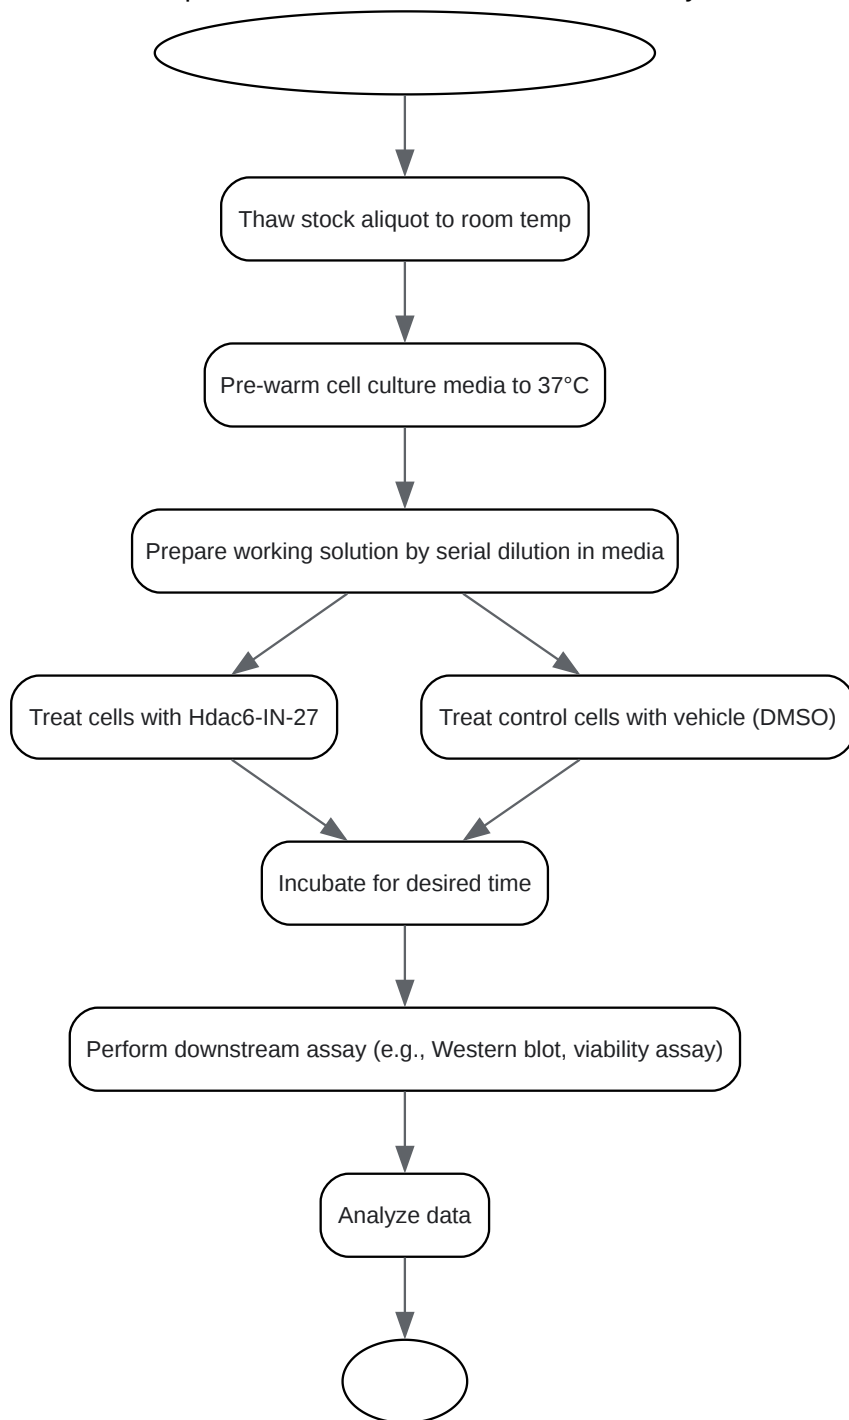 Thaw stock aliquot to room temp
Pre-warm cell culture media to 37°C
Prepare working solution by serial dilution in media
Treat cells with Hdac6-IN-27
Treat control cells with vehicle (DMSO)
Incubate for desired time
Perform downstream assay (e.g., Western blot, viability assay)
Analyze data